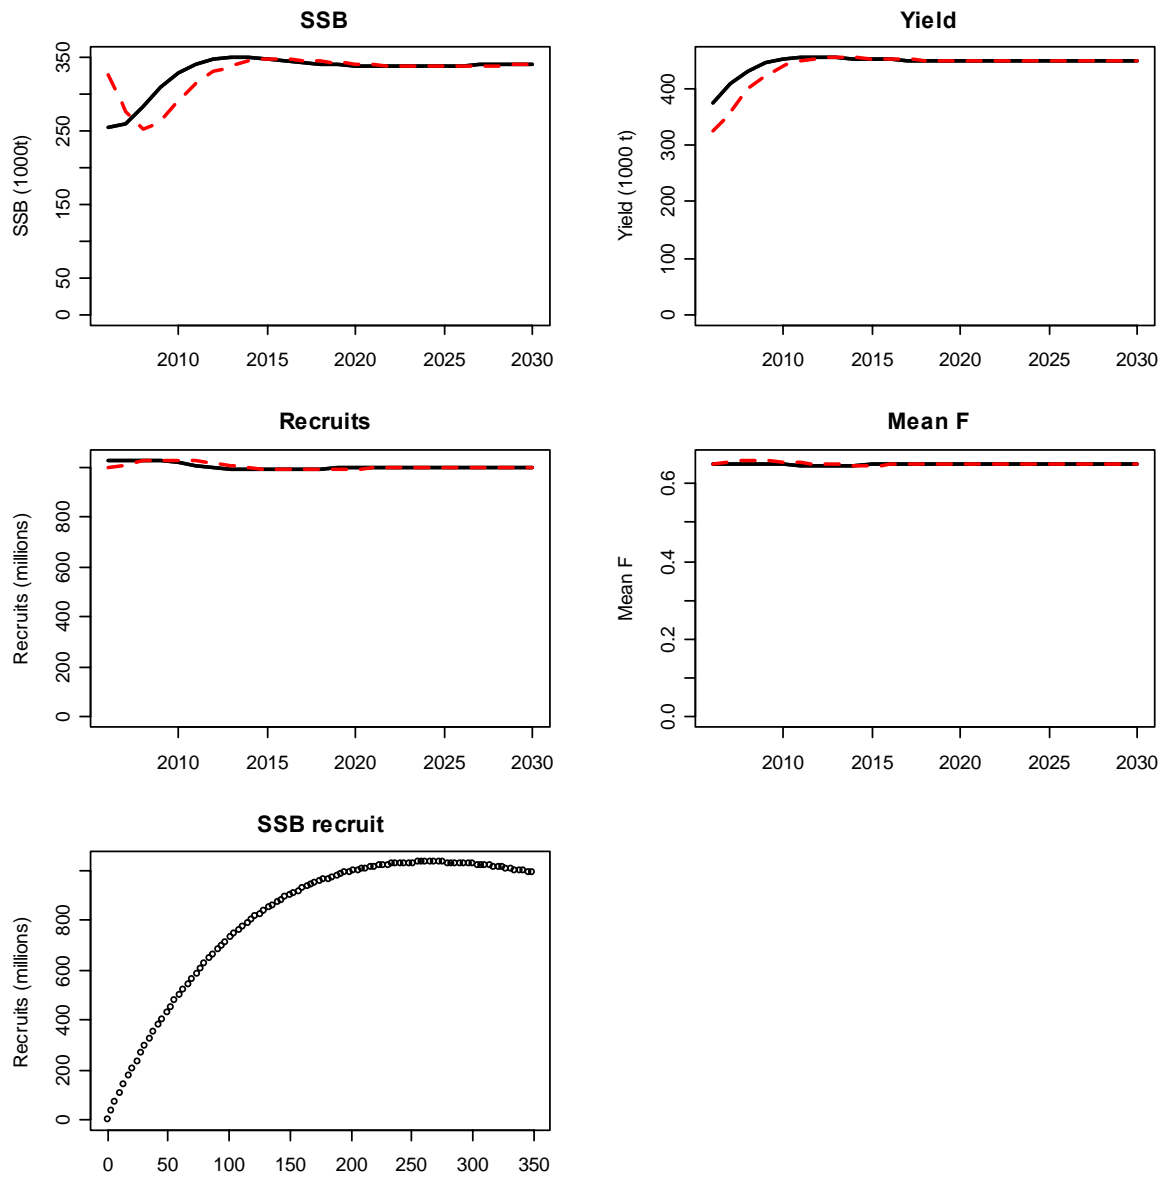 SSB
SSB (1000t)
350
250
150
50
0
2010 2015 2020 2025 2030
Yield
Yield (1000 t)
400
300
200
100
0
2010 2015 2020 2025 2030
Recruits
Recruits (millions)
800
600
400
200
0
2010 2015 2020 2025 2030
Mean F
Mean F
0.6
0.4
0.2
0.0
2010 2015 2020 2025 2030
SSB recruit
Recruits (millions)
800
600
400
200
0
0 50 100 150 200 250 300 350